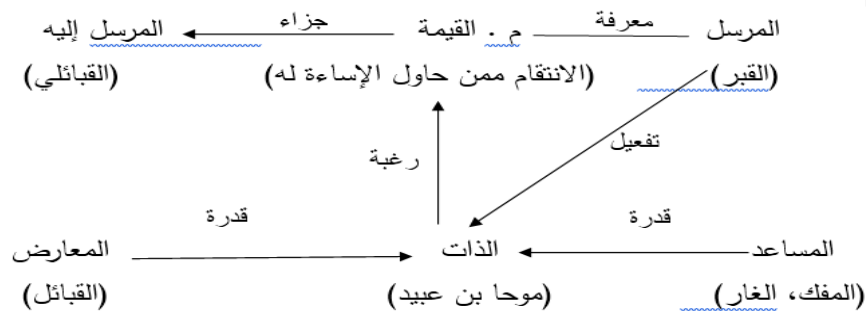 المرسل معرفة م . القيمة جزاء المرسل إليه
(القبر) (الانتقام ممن حاول الإساءة له) (القبائلي)
تفعيل
رغبة
قدرة قدرة
المساعد الذات المعارض
(المفك، الغار) (موحا بن عبيد) (القبائل)